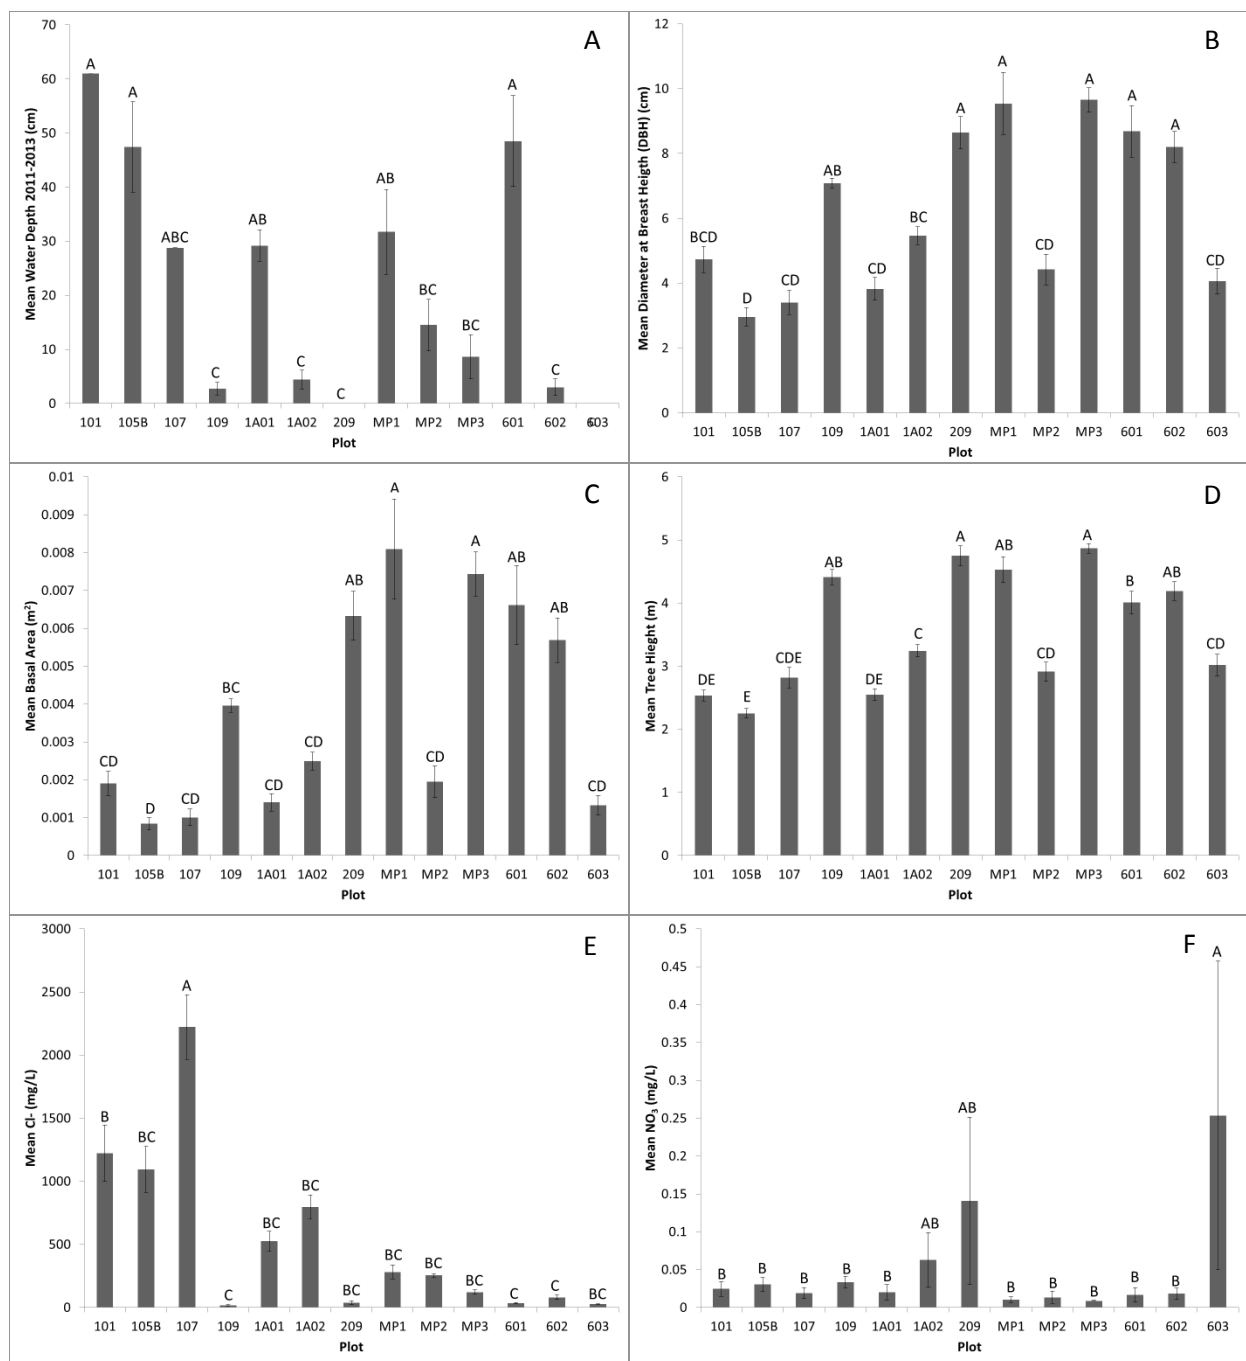 A
Mean Water Depth 2011-2013 (cm)
70
60
50
40
30
20
10
0
A
A
ABC
C
AB
C
C
AB
BC
BC
A
C
C
101 105B 107 109 1A01 1A02 209 MP1 MP2 MP3 601 602 603
Plot
B
Mean Diameter at Breast Heigth (DBH) (cm)
12
10
8
6
4
2
0
BCD
D
CD
AB
CD
BC
A
A
CD
A
A
A
CD
101 105B 107 109 1A01 1A02 209 MP1 MP2 MP3 601 602 603
Plot
C
Mean Basal Area (m²)
0.01
0.009
0.008
0.007
0.006
0.005
0.004
0.003
0.002
0.001
0
CD
D
CD
BC
CD
CD
AB
A
CD
A
AB
AB
CD
101 105B 107 109 1A01 1A02 209 MP1 MP2 MP3 601 602 603
Plot
D
Mean Tree Hieght (m)
6
5
4
3
2
1
0
DE
E
CDE
AB
DE
C
A
AB
CD
A
B
AB
CD
101 105B 107 109 1A01 1A02 209 MP1 MP2 MP3 601 602 603
Plot
E
Mean Cl- (mg/L)
3000
2500
2000
1500
1000
500
0
B
BC
A
C
BC
BC
BC
BC
BC
BC
C
C
BC
101 105B 107 109 1A01 1A02 209 MP1 MP2 MP3 601 602 603
Plot
F
Mean NO₃ (mg/L)
0.5
0.45
0.4
0.35
0.3
0.25
0.2
0.15
0.1
0.05
0
B
B
B
B
B
AB
AB
B
B
B
B
B
A
101 105B 107 109 1A01 1A02 209 MP1 MP2 MP3 601 602 603
Plot